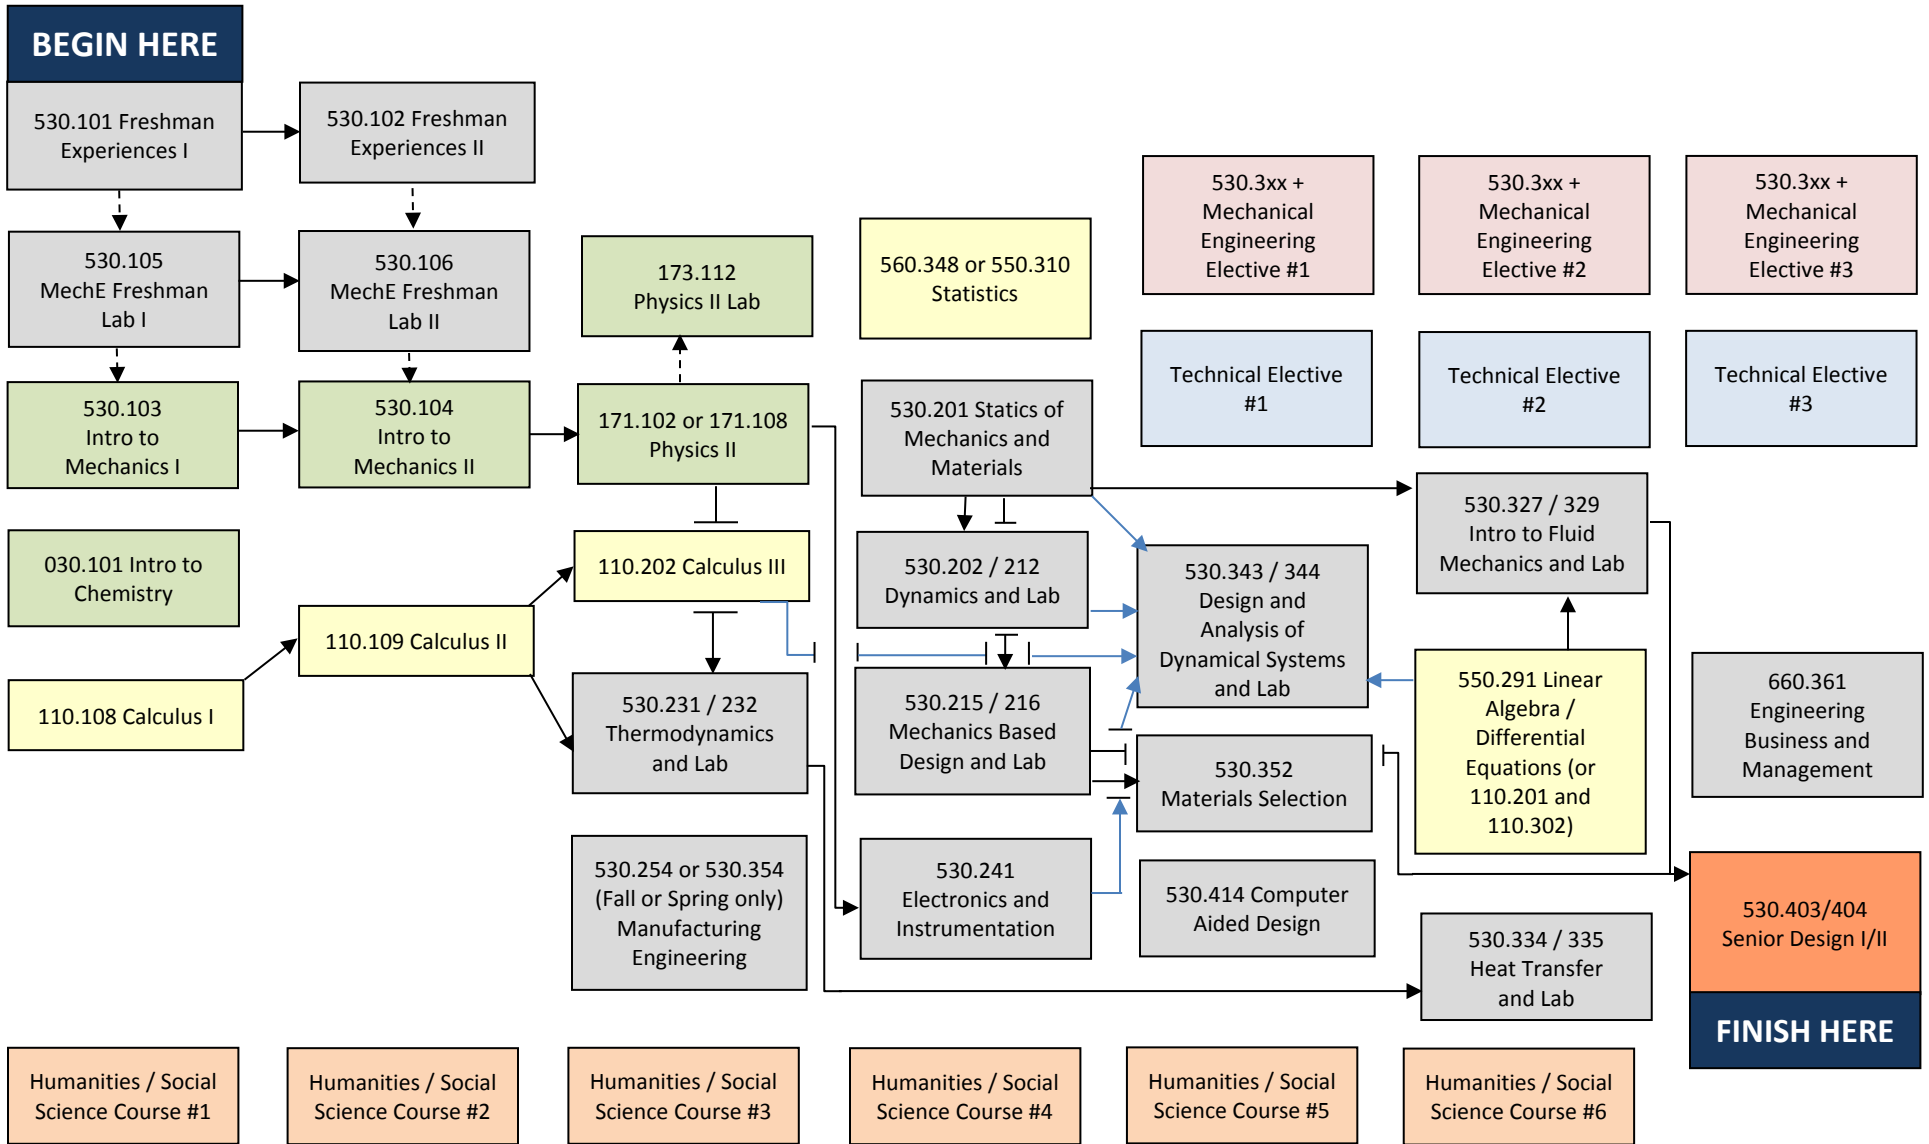 BEGIN HERE
530.101 Freshman
Experiences I
530.102 Freshman
Experiences II
530.105
MechE Freshman
Lab I
530.106
MechE Freshman
Lab II
173.112
Physics II Lab
560.348 or 550.310
Statistics
530.3xx +
Mechanical
Engineering
Elective #1
530.3xx +
Mechanical
Engineering
Elective #2
530.3xx +
Mechanical
Engineering
Elective #3
530.103
Intro to
Mechanics I
530.104
Intro to
Mechanics II
171.102 or 171.108
Physics II
530.201 Statics of
Mechanics and
Materials
Technical Elective
#1
Technical Elective
#2
Technical Elective
#3
030.101 Intro to
Chemistry
110.202 Calculus III
530.202 / 212
Dynamics and Lab
530.343 / 344
Design and
Analysis of
Dynamical Systems
and Lab
530.327 / 329
Intro to Fluid
Mechanics and Lab
110.108 Calculus I
110.109 Calculus II
530.231 / 232
Thermodynamics
and Lab
530.215 / 216
Mechanics Based
Design and Lab
530.352
Materials Selection
550.291 Linear
Algebra /
Differential
Equations (or
110.201 and
110.302)
660.361
Engineering
Business and
Management
530.254 or 530.354
(Fall or Spring only)
Manufacturing
Engineering
530.241
Electronics and
Instrumentation
530.414 Computer
Aided Design
530.334 / 335
Heat Transfer
and Lab
530.403/404
Senior Design I/II
FINISH HERE
Humanities / Social
Science Course #1
Humanities / Social
Science Course #2
Humanities / Social
Science Course #3
Humanities / Social
Science Course #4
Humanities / Social
Science Course #5
Humanities / Social
Science Course #6